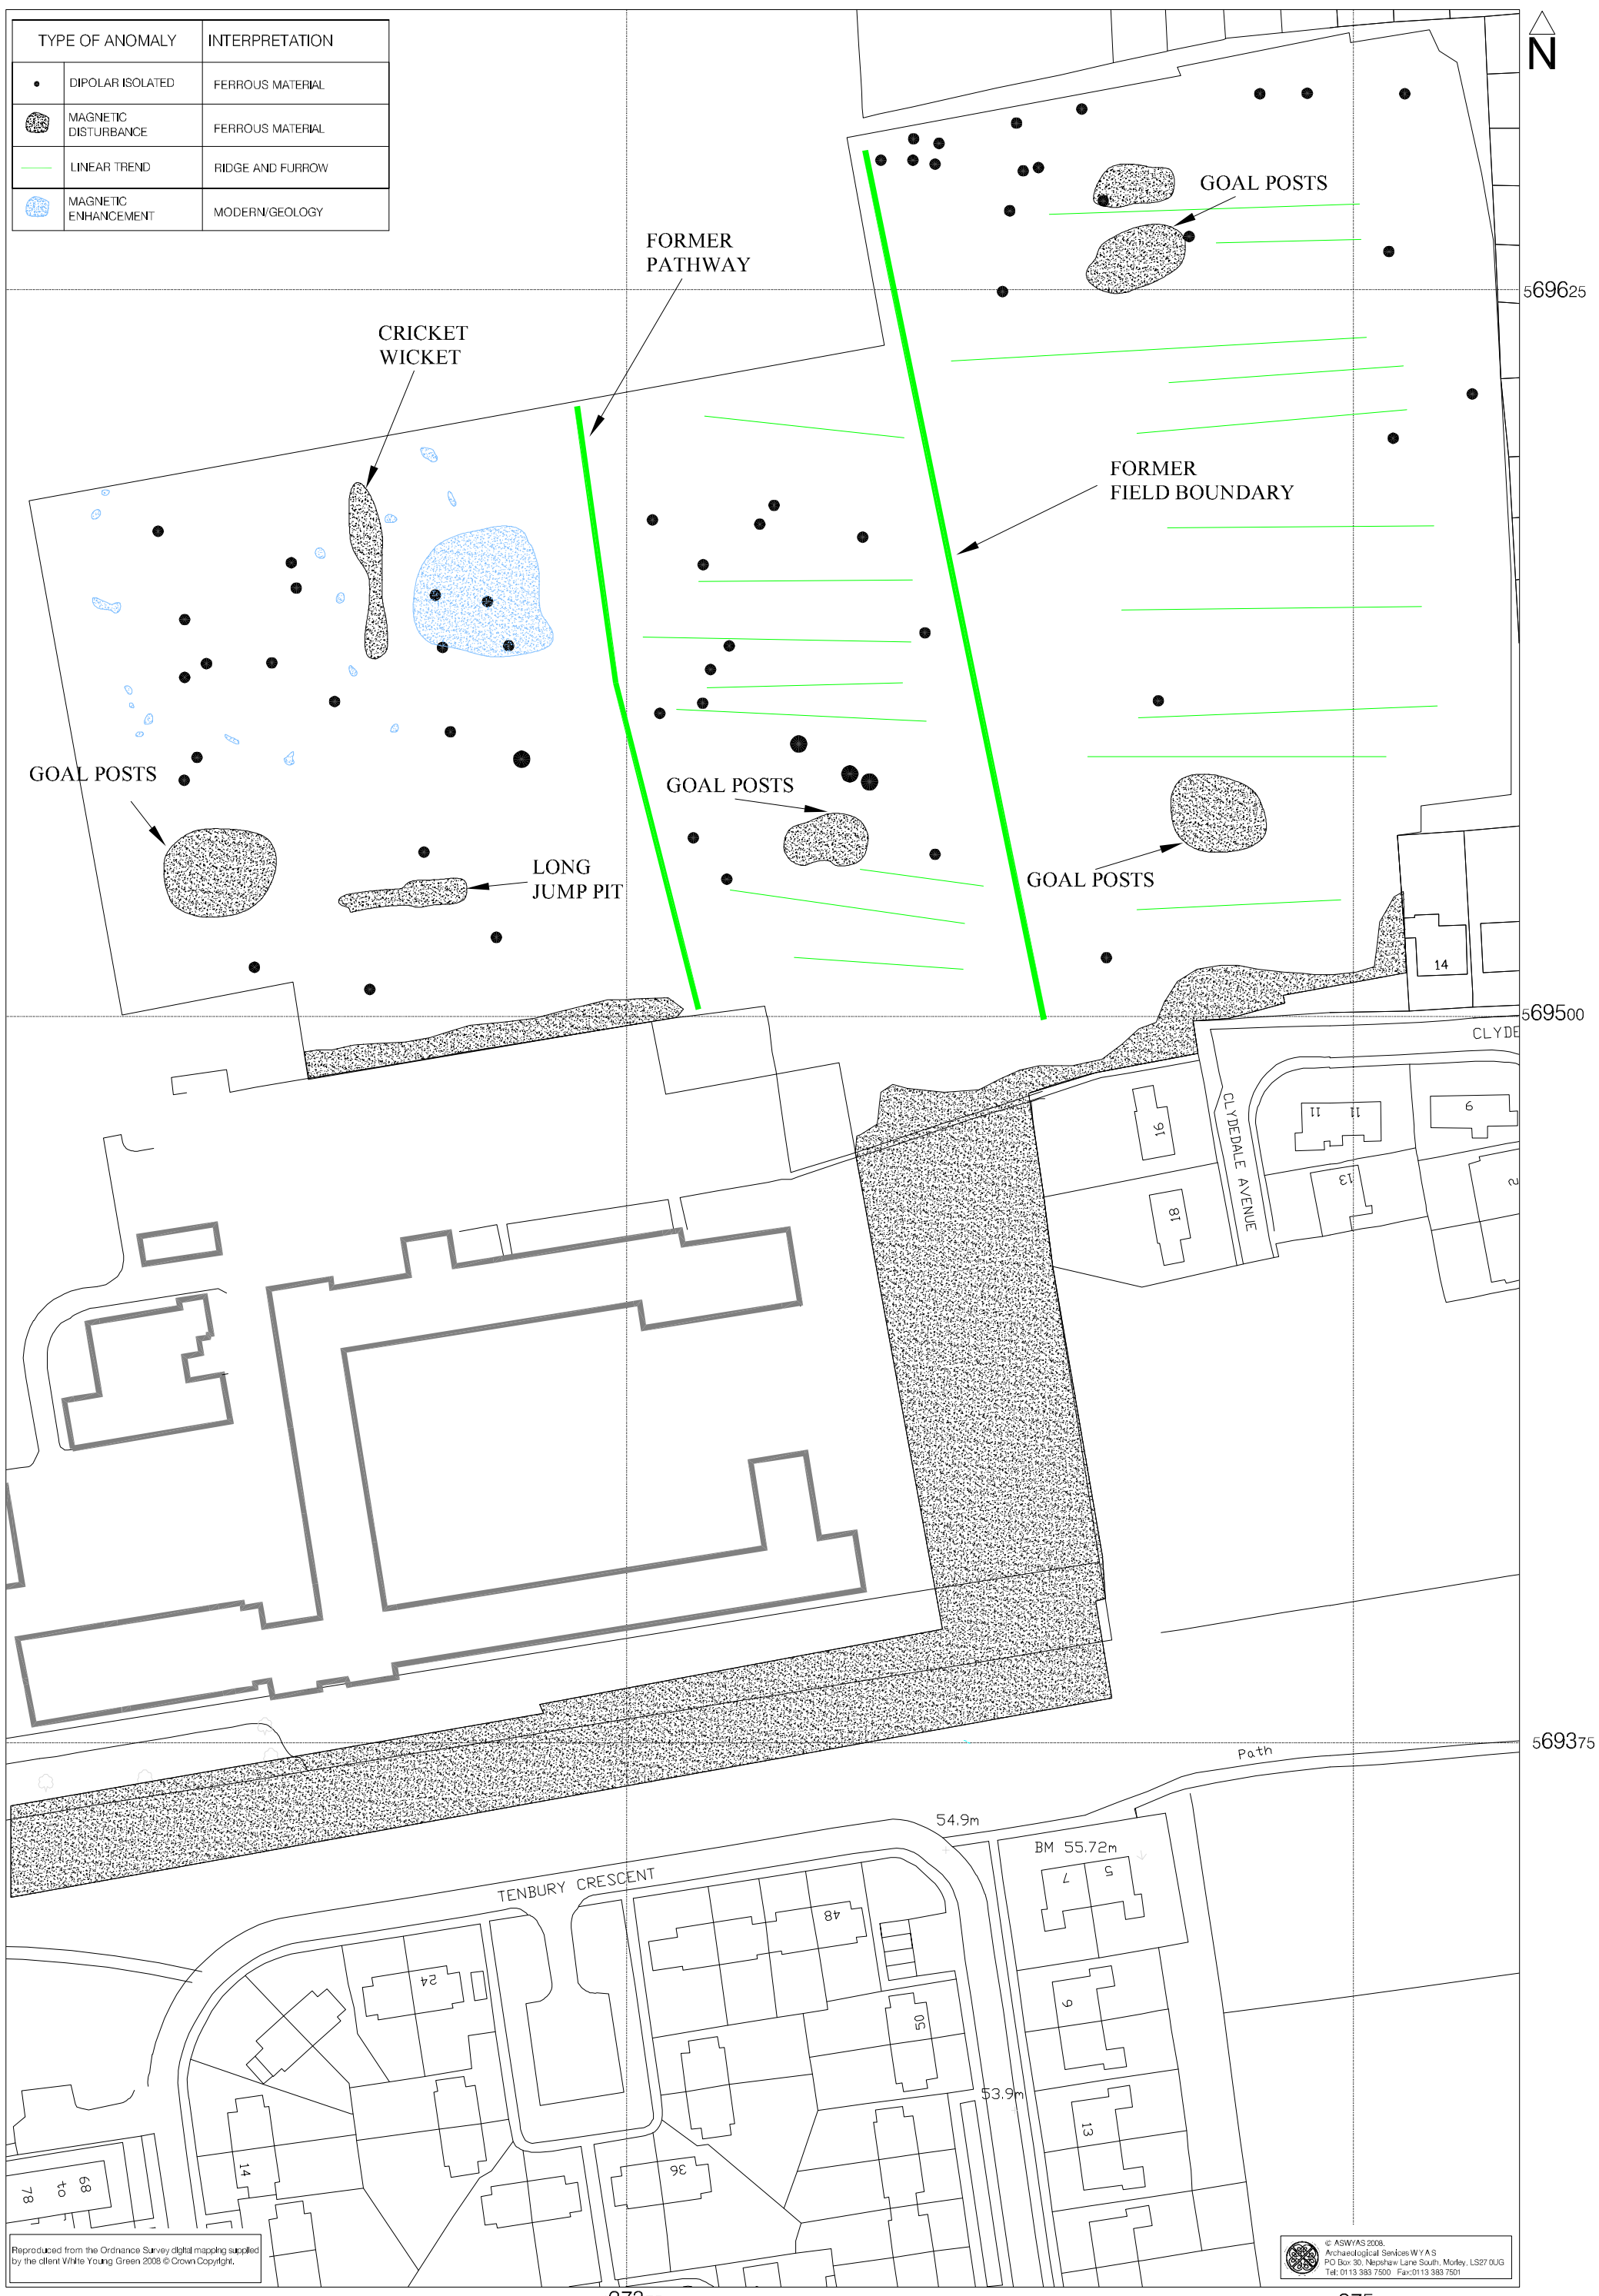 TYPE OF ANOMALY INTERPRETATION
DIPOLAR ISOLATED FERROUS MATERIAL
MAGNETIC
DISTURBANCE FERROUS MATERIAL
LINEAR TREND RIDGE AND FURROW
MAGNETIC
ENHANCEMENT MODERN/GEOLOGY
N
GOAL POSTS
FORMER
PATHWAY
569625
CRICKET
WICKET
FORMER
FIELD BOUNDARY
GOAL POSTS
GOAL POSTS
LONG
JUMP PIT
GOAL POSTS
14
569500
CLYDE
CLYDEDALE AVENUE
16
11
11
9
13
2
18
569375
Path
54.9m
BM 55.72m
TENBURY CRESCENT
7
5
48
24
9
50
53.9m
13
14
36
78
to
68
Reproduced from the Ordnance Survey digital mapping supplied
by the client White Young Green 2008 © Crown Copyright.
© ASWYAS 2008.
Archaeological Services W Y A S
PO Box 30, Nepshaw Lane South, Morley, LS27 0UG
Tel: 0113 383 7500 Fax: 0113 383 7501